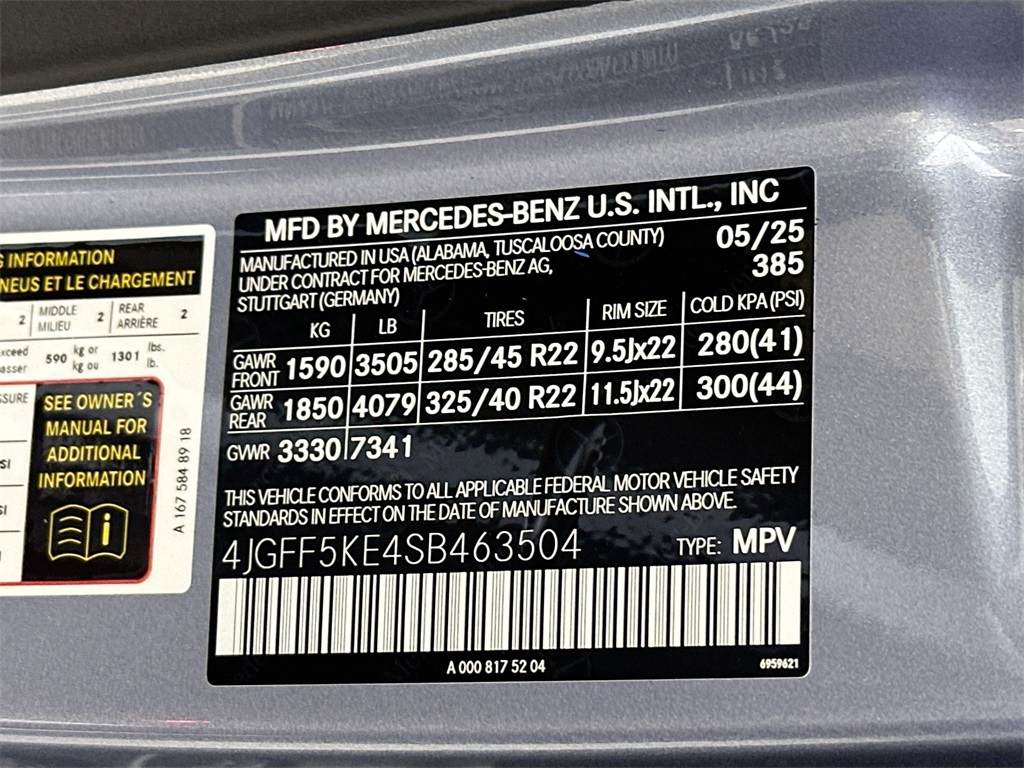 S INFORMATION
NEUS ET LE CHARGEMENT
2 MIDDLE MILIEU 2 REAR ARRIÈRE 2
590 kg or kg ou 1301 lbs. lb.
SEE OWNER´S
MANUAL FOR
ADDITIONAL
INFORMATION
A 167 584 89 18
MFD BY MERCEDES-BENZ U.S. INTL., INC
MANUFACTURED IN USA (ALABAMA, TUSCALOOSA COUNTY) 05/25
UNDER CONTRACT FOR MERCEDES-BENZ AG, 385
STUTTGART (GERMANY)
KG LB TIRES RIM SIZE COLD KPA (PSI)
GAWR FRONT 1590 3505 285/45 R22 9.5Jx22 280(41)
GAWR REAR 1850 4079 325/40 R22 11.5Jx22 300(44)
GVWR 3330 7341
THIS VEHICLE CONFORMS TO ALL APPLICABLE FEDERAL MOTOR VEHICLE SAFETY
STANDARDS IN EFFECT ON THE DATE OF MANUFACTURE SHOWN ABOVE.
4JGFF5KE4SB463504 TYPE: MPV
A 000 817 52 04 6959621